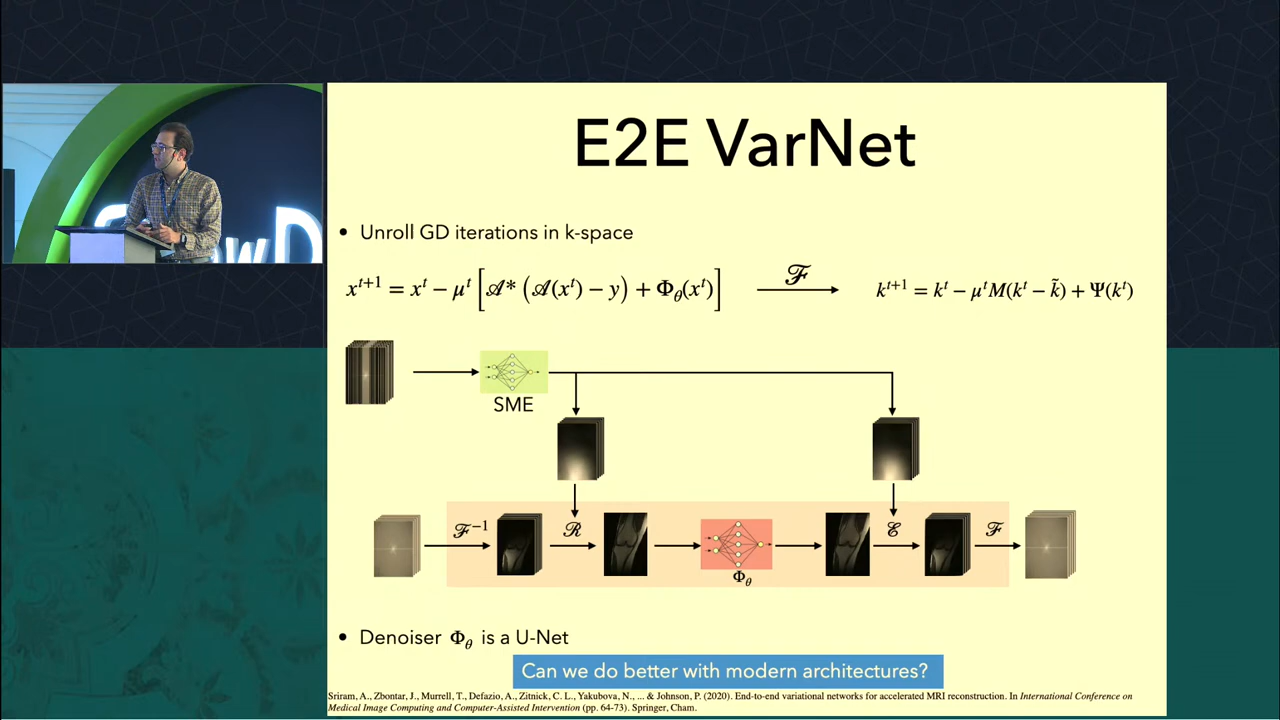 E2E VarNet
• Unroll GD iterations in k-space
x^{t+1} = x^t − μ^t [𝒜* (𝒜(x^t) − y) + Φ_θ(x^t)]
ℱ
k^{t+1} = k^t − μ^t M(k^t − k̃) + Ψ(k^t)
SME
ℱ^{−1}
ℛ
Φ_θ
ℰ
ℱ
• Denoiser Φ_θ is a U-Net
Can we do better with modern architectures?
Sriram, A., Zbontar, J., Murrell, T., Defazio, A., Zitnick, C. L., Yakubova, N., ... & Johnson, P. (2020). End-to-end variational networks for accelerated MRI reconstruction. In International Conference on
Medical Image Computing and Computer-Assisted Intervention (pp. 64-73). Springer, Cham.